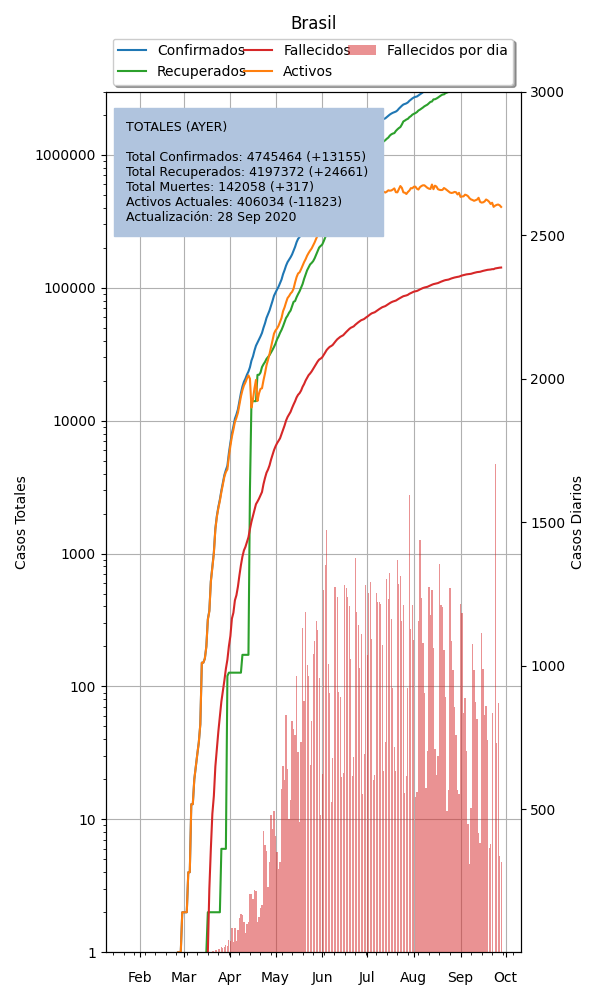 Brasil
Confirmados
Recuperados
Fallecidos
Activos
Fallecidos por dia
TOTALES (AYER)
Total Confirmados: 4745464 (+13155)
Total Recuperados: 4197372 (+24661)
Total Muertes: 142058 (+317)
Activos Actuales: 406034 (-11823)
Actualización: 28 Sep 2020
Casos Totales
1000000
100000
10000
1000
100
10
1
Casos Diarios
3000
2500
2000
1500
1000
500
Feb Mar Apr May Jun Jul Aug Sep Oct